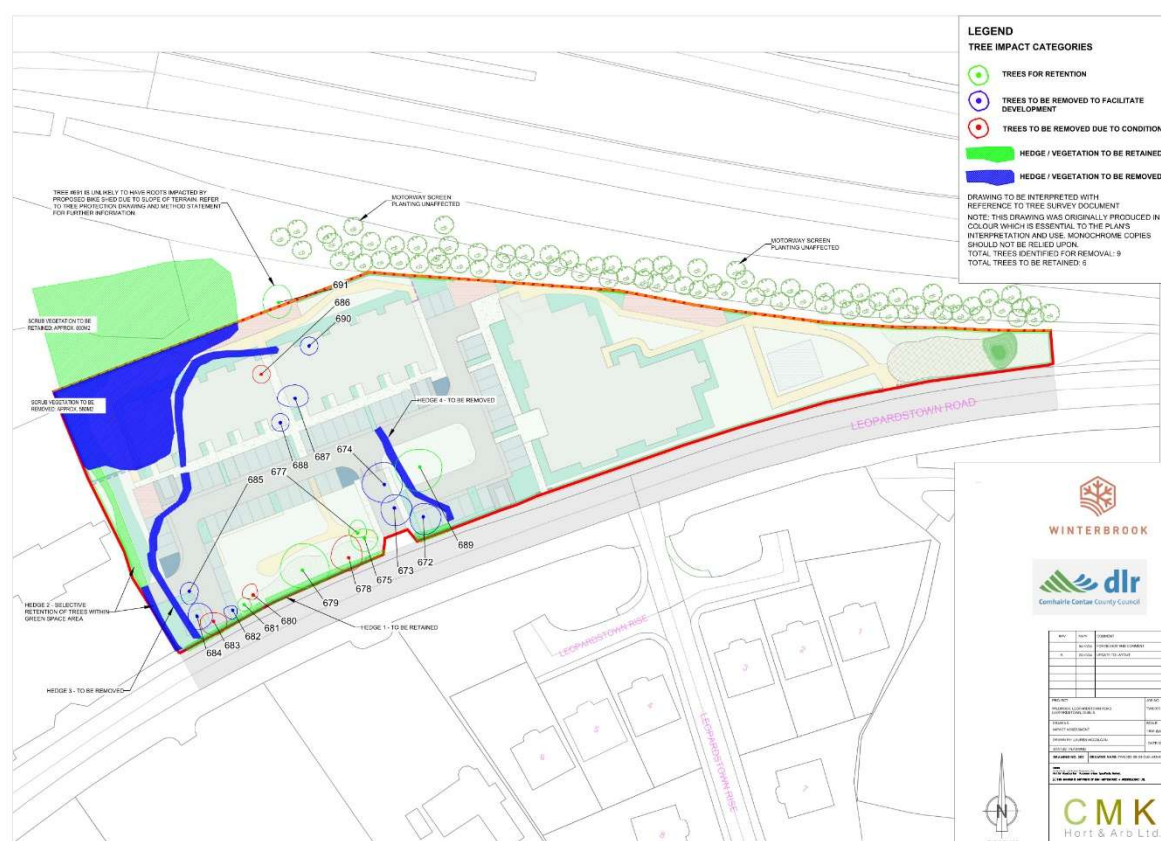 LEGEND
TREE IMPACT CATEGORIES
TREES FOR RETENTION
TREES TO BE REMOVED TO FACILITATE
DEVELOPMENT
TREES TO BE REMOVED DUE TO CONDITION
HEDGE / VEGETATION TO BE RETAINED
HEDGE / VEGETATION TO BE REMOVED
DRAWING TO BE INTERPRETED WITH
REFERENCE TO TREE SURVEY DOCUMENT
NOTE: THIS DRAWING WAS ORIGINALLY PRODUCED IN
COLOUR WHICH IS ESSENTIAL TO THE PLAN'S
INTERPRETATION AND USE. MONOCHROME COPIES
SHOULD NOT BE RELIED UPON.
TOTAL TREES IDENTIFIED FOR REMOVAL: 9
TOTAL TREES TO BE RETAINED: 6
TREE #691 IS UNLIKELY TO HAVE ROOTS IMPACTED BY
PROPOSED BIKE SHED DUE TO SLOPE OF TERRAIN. REFER
TO TREE PROTECTION DRAWING AND METHOD STATEMENT
FOR FURTHER INFORMATION.
MOTORWAY SCREEN
PLANTING UNAFFECTED
MOTORWAY SCREEN
PLANTING UNAFFECTED
691
686
690
SCRUB VEGETATION TO BE
RETAINED: APPROX.
SCRUB VEGETATION TO BE
REMOVED: APPROX.
HEDGE 4 - TO BE REMOVED
LEOPARDSTOWN ROAD
674
687
688
677
685
689
672
673
675
678
679
680
681
682
683
684
HEDGE 2 - SELECTIVE
RETENTION OF TREES WITHIN
GREEN SPACE AREA
HEDGE 1 - TO BE RETAINED
HEDGE 3 - TO BE REMOVED
LEOPARDSTOWN RISE
LEOPARDSTOWN RISE
WINTERBROOK
dlr
Comhairle Contae County Council
N
CMK
Hort & Arb Ltd.